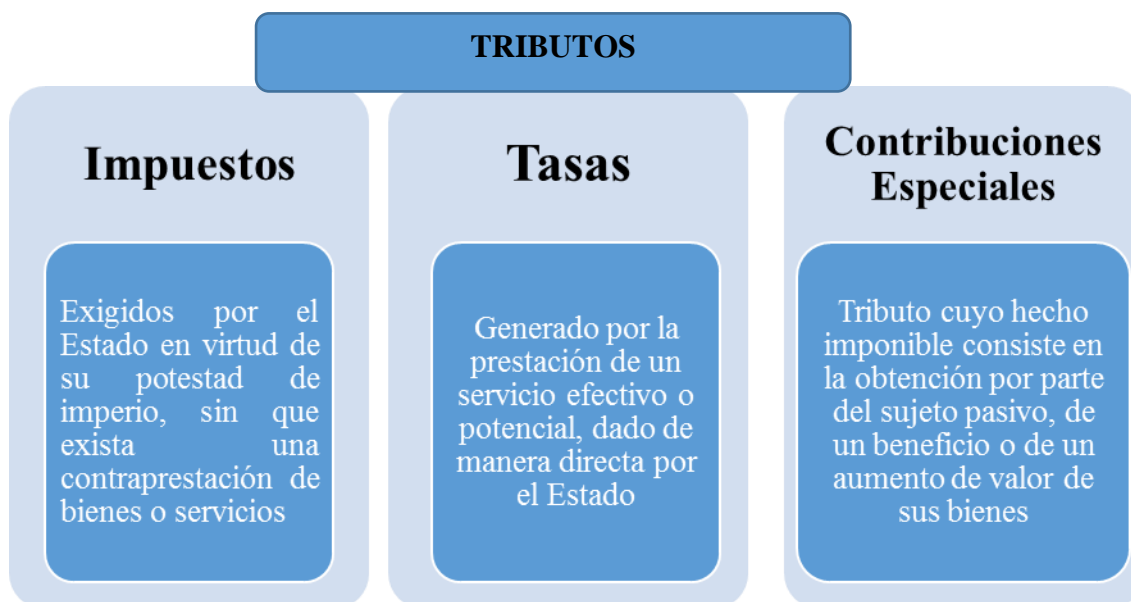 TRIBUTOS
Impuestos
Exigidos por el
Estado en virtud de
su potestad de
imperio, sin que
exista una
contraprestación de
bienes o servicios
Tasas
Generado por la
prestación de un
servicio efectivo o
potencial, dado de
manera directa por
el Estado
Contribuciones
Especiales
Tributo cuyo hecho
imponible consiste en
la obtención por parte
del sujeto pasivo, de
un beneficio o de un
aumento de valor de
sus bienes